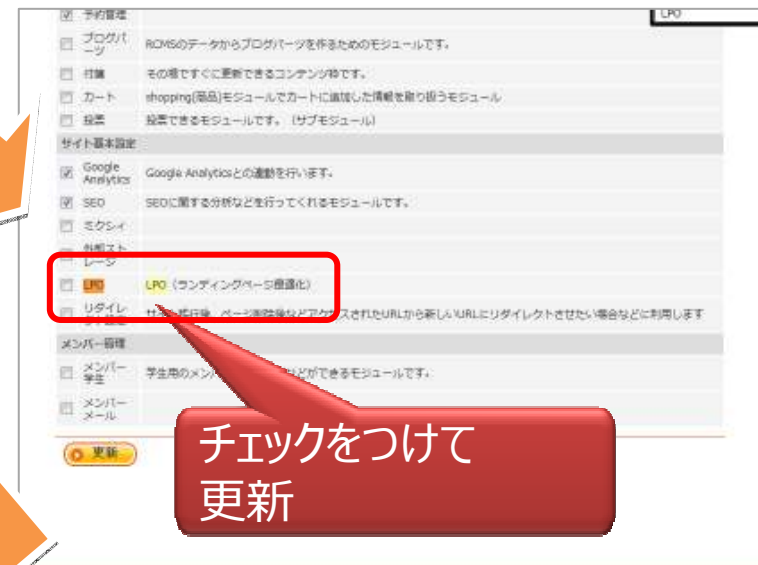 予約管理
LPO
ブログパーツ RCMSのデータからブログパーツを作るためのモジュールです。
付箋 その場ですぐに更新できるコンテンツ枠です。
カート shopping(商品)モジュールでカートに追加した情報を取り扱うモジュール
投票 投票できるモジュールです。（サブモジュール）
サイト基本設定
Google Analytics Google Analyticsとの連動を行います。
SEO SEOに関する分析などを行ってくれるモジュールです。
ミクシィ
外部ストレージ
LPO LPO（ランディングページ最適化）
リダイレクト サイト移行後、ページ削除後などアクセスされたURLから新しいURLにリダイレクトさせたい場合などに利用します
メンバー管理
メンバー学生 学生用のメンバー などができるモジュールです。
メンバーメール
更新
チェックをつけて
更新